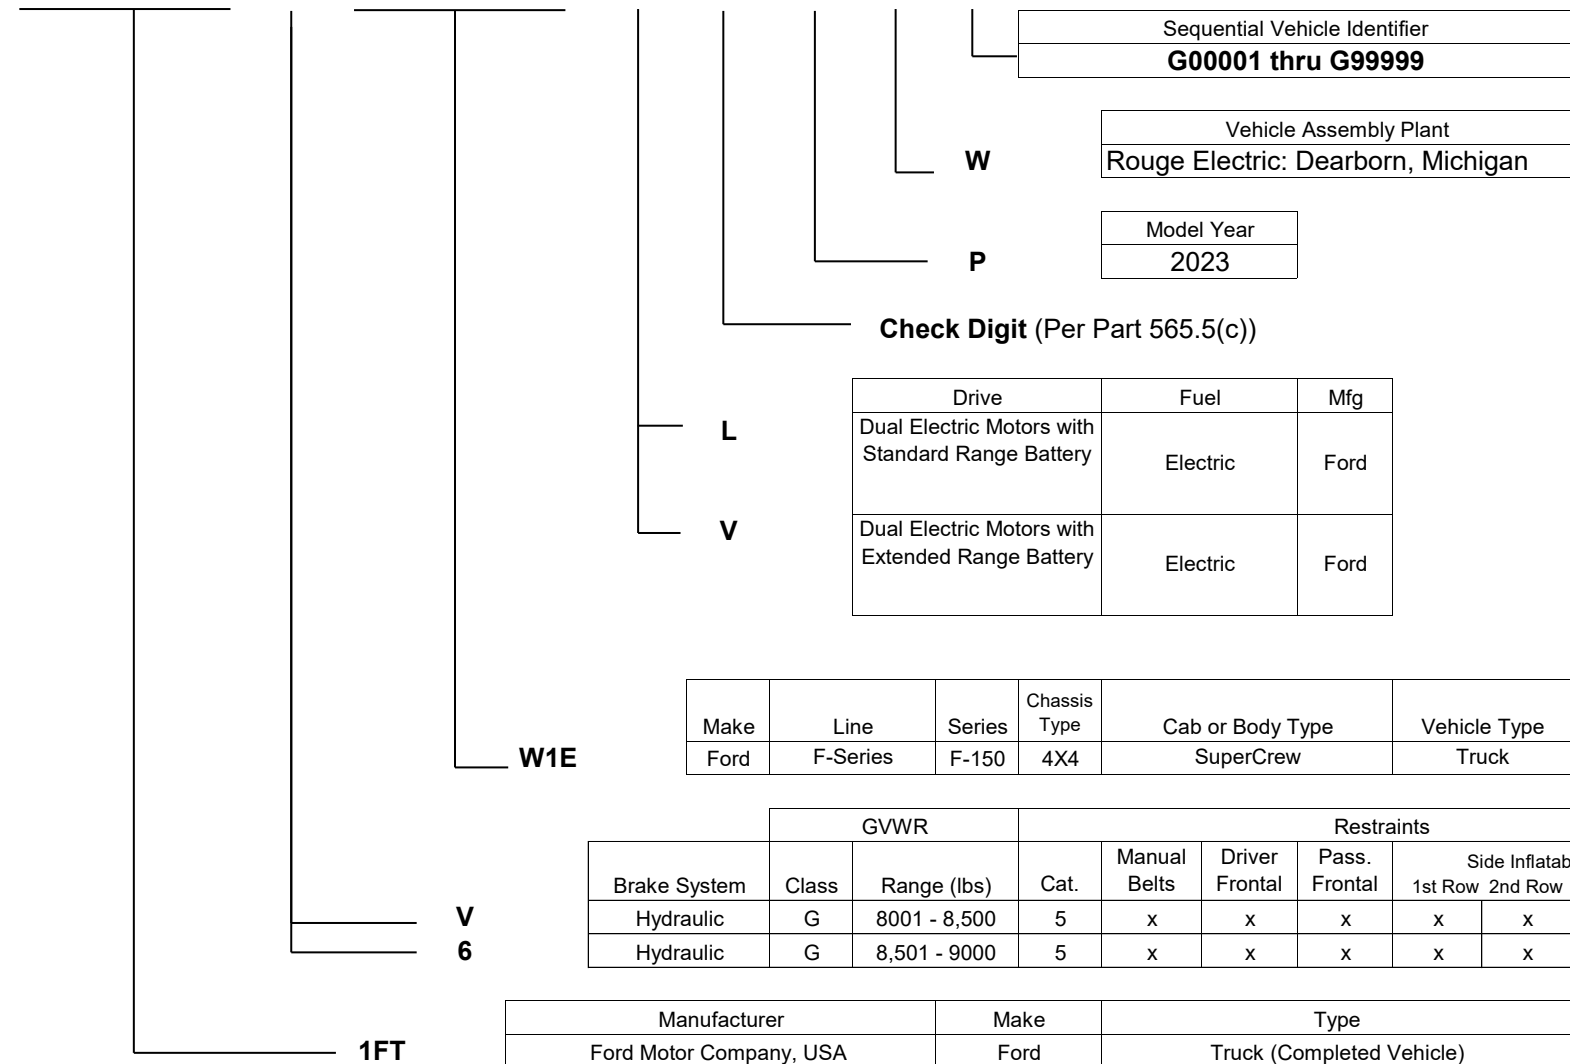 Sequential Vehicle Identifier
G00001 thru G99999
Vehicle Assembly Plant
W Rouge Electric: Dearborn, Michigan
Model Year
P 2023
Check Digit (Per Part 565.5(c))
Drive Fuel Mfg
L Dual Electric Motors with
Standard Range Battery Electric Ford
V Dual Electric Motors with
Extended Range Battery Electric Ford
Make Line Series Chassis Type Cab or Body Type Vehicle Type
W1E Ford F-Series F-150 4X4 SuperCrew Truck
GVWR Restraints
Brake System Class Range (lbs) Cat. Manual Belts Driver Frontal Pass. Frontal Side Inflatab
1st Row 2nd Row
V Hydraulic G 8001 - 8,500 5 x x x x x
6 Hydraulic G 8,501 - 9000 5 x x x x x
Manufacturer Make Type
1FT Ford Motor Company, USA Ford Truck (Completed Vehicle)